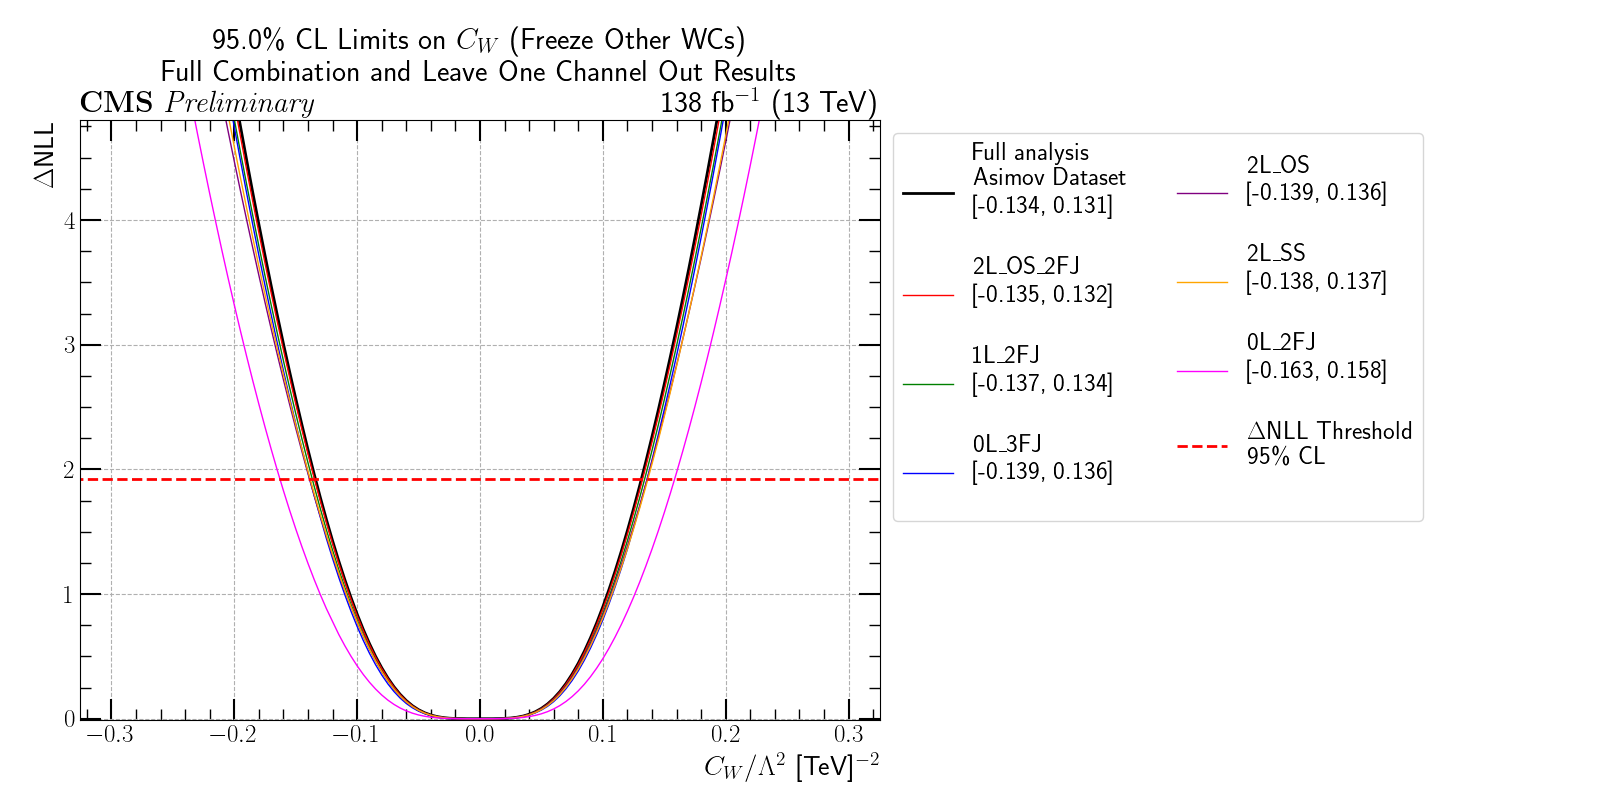 95.0% CL Limits on C_W (Freeze Other WCs)
Full Combination and Leave One Channel Out Results
CMS Preliminary
138 fb⁻¹ (13 TeV)
ΔNLL
4
3
2
1
0
−0.3
−0.2
−0.1
0.0
0.1
0.2
0.3
C_W/Λ² [TeV]⁻²
Full analysis
Asimov Dataset
[-0.134, 0.131]
2L_OS_2FJ
[-0.135, 0.132]
1L_2FJ
[-0.137, 0.134]
0L_3FJ
[-0.139, 0.136]
2L_OS
[-0.139, 0.136]
2L_SS
[-0.138, 0.137]
0L_2FJ
[-0.163, 0.158]
ΔNLL Threshold
95% CL